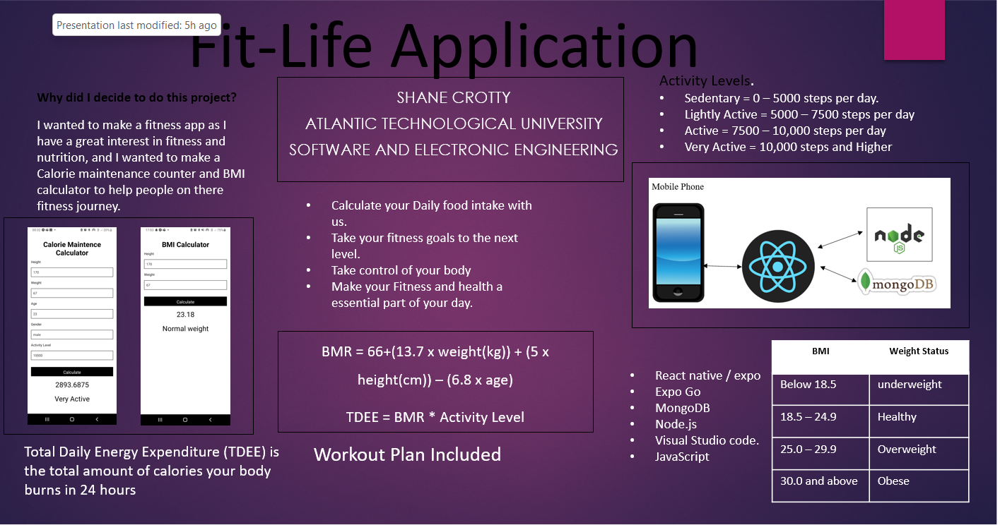 Presentation last modified: 5h ago
Fit-Life Application
Why did I decide to do this project?
I wanted to make a fitness app as I
have a great interest in fitness and
nutrition, and I wanted to make a
Calorie maintenance counter and BMI
calculator to help people on there
fitness journey.
Calorie Maintence
Calculator
Height
170
Weight
67
Age
23
Gender
male
Activity Level
10000
Calculate
2893.6875
Very Active
BMI Calculator
Height
170
Weight
67
Calculate
23.18
Normal weight
Total Daily Energy Expenditure (TDEE) is
the total amount of calories your body
burns in 24 hours
SHANE CROTTY
ATLANTIC TECHNOLOGICAL UNIVERSITY
SOFTWARE AND ELECTRONIC ENGINEERING
• Calculate your Daily food intake with
us.
• Take your fitness goals to the next
level.
• Take control of your body
• Make your Fitness and health a
essential part of your day.
BMR = 66+(13.7 x weight(kg)) + (5 x
height(cm)) – (6.8 x age)
TDEE = BMR * Activity Level
Workout Plan Included
Activity Levels.
• Sedentary = 0 – 5000 steps per day.
• Lightly Active = 5000 – 7500 steps per day
• Active = 7500 – 10,000 steps per day
• Very Active = 10,000 steps and Higher
Mobile Phone
node
JS
mongoDB
• React native / expo
• Expo Go
• MongoDB
• Node.js
• Visual Studio code.
• JavaScript
BMI Weight Status
Below 18.5 underweight
18.5 – 24.9 Healthy
25.0 – 29.9 Overweight
30.0 and above Obese